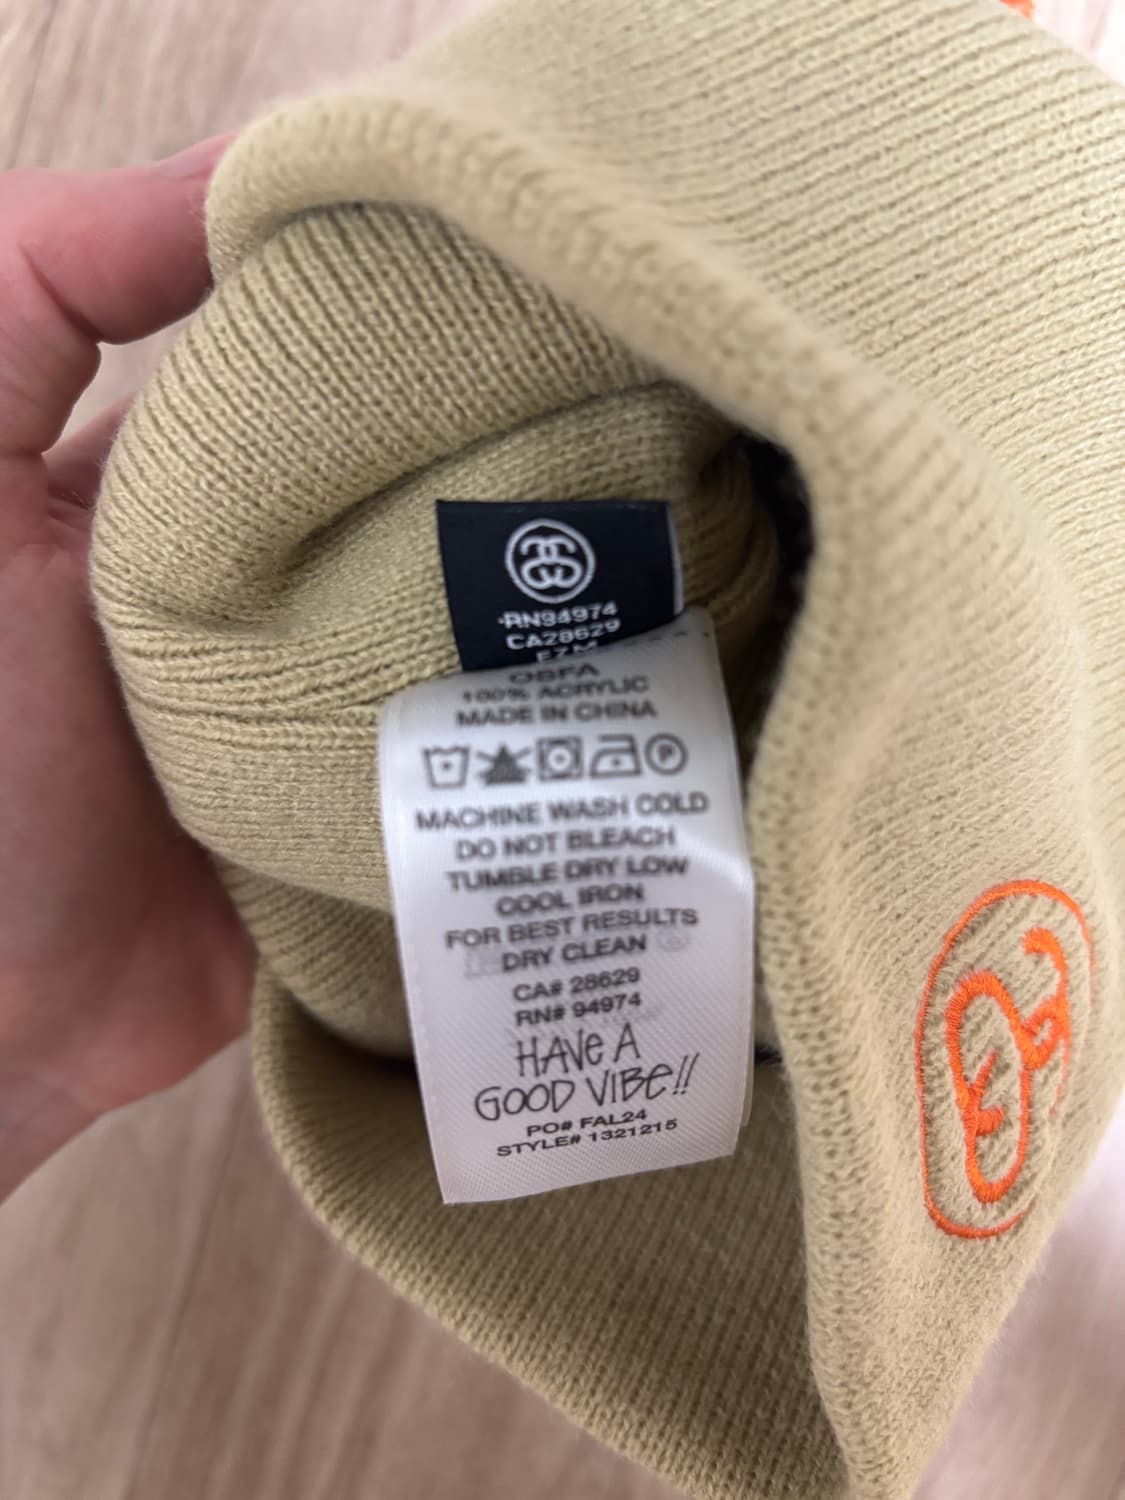 RN94974
CA28629
OSFA
100% ACRYLIC
MADE IN CHINA
P
MACHINE WASH COLD
DO NOT BLEACH
TUMBLE DRY LOW
COOL IRON
FOR BEST RESULTS
DRY CLEAN
CA# 28629
RN# 94974
HAVE A
GOOD VIBE!!
PO# FAL24
STYLE# 1321215